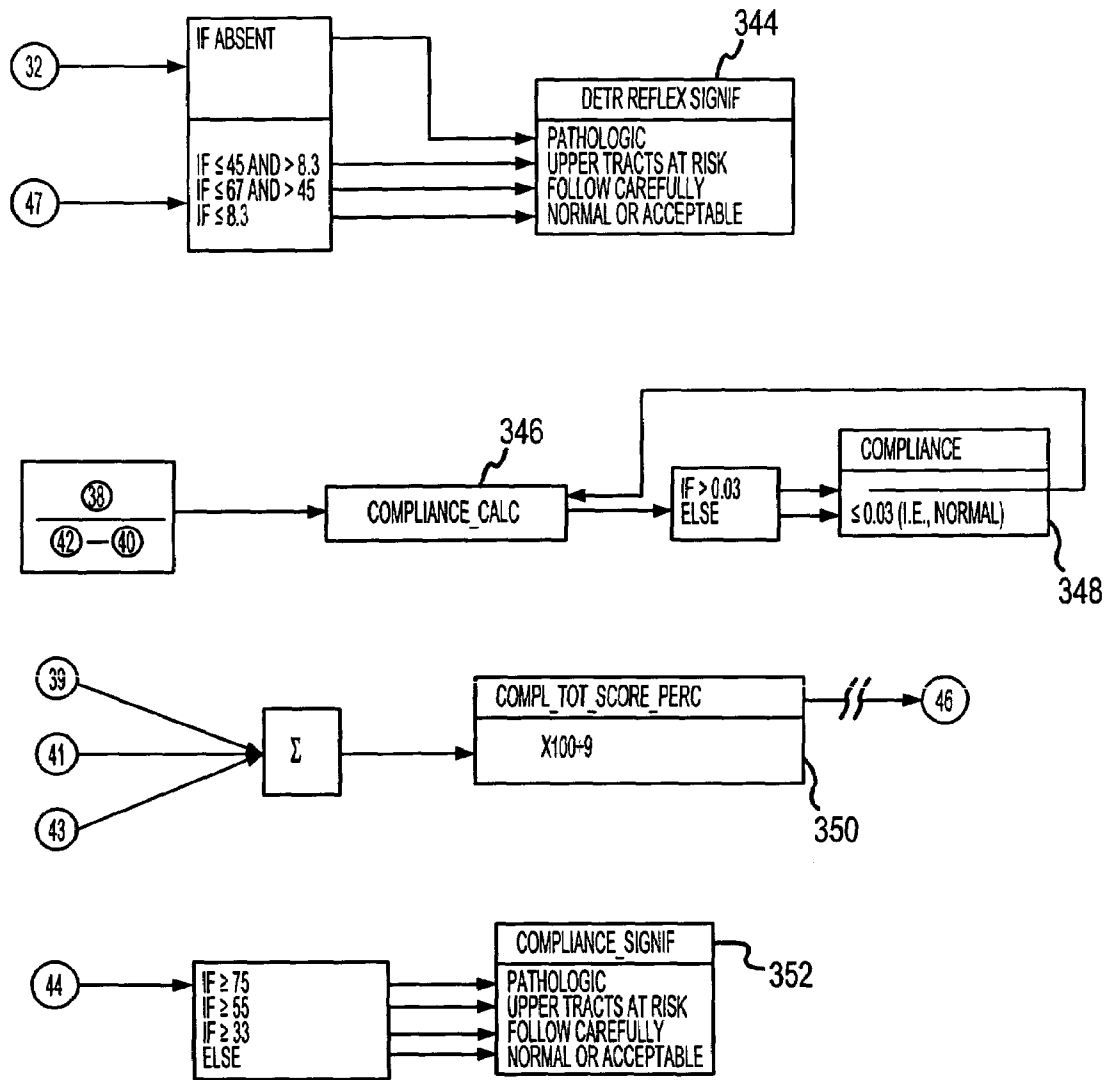 344
32
IF ABSENT
DETR REFLEX SIGNIF
PATHOLOGIC
UPPER TRACTS AT RISK
FOLLOW CAREFULLY
NORMAL OR ACCEPTABLE
47
IF ≤45 AND > 8.3
IF ≤67 AND > 45
IF ≤8.3
346
38
42 — 40
COMPLIANCE_CALC
IF > 0.03
ELSE
COMPLIANCE
≤ 0.03 (I.E., NORMAL)
348
39
41
43
Σ
COMPL_TOT_SCORE_PERC
X100÷9
46
350
44
IF ≥ 75
IF ≥ 55
IF ≥ 33
ELSE
COMPLIANCE_SIGNIF
PATHOLOGIC
UPPER TRACTS AT RISK
FOLLOW CAREFULLY
NORMAL OR ACCEPTABLE
352